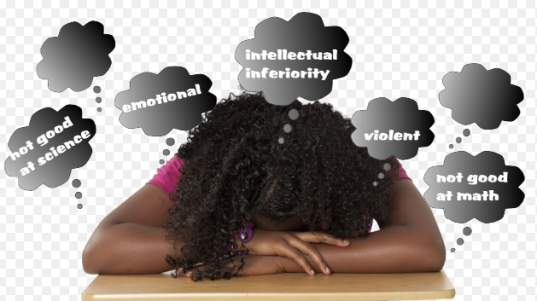 intellectual
inferiority
emotional
not good
at science
violent
not good
at math